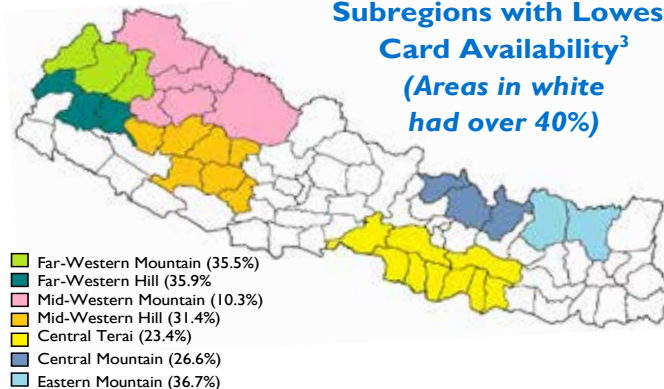 Subregions with Lowes
Card Availability³
(Areas in white
had over 40%)
Far-Western Mountain (35.5%)
Far-Western Hill (35.9%
Mid-Western Mountain (10.3%)
Mid-Western Hill (31.4%)
Central Terai (23.4%)
Central Mountain (26.6%)
Eastern Mountain (36.7%)